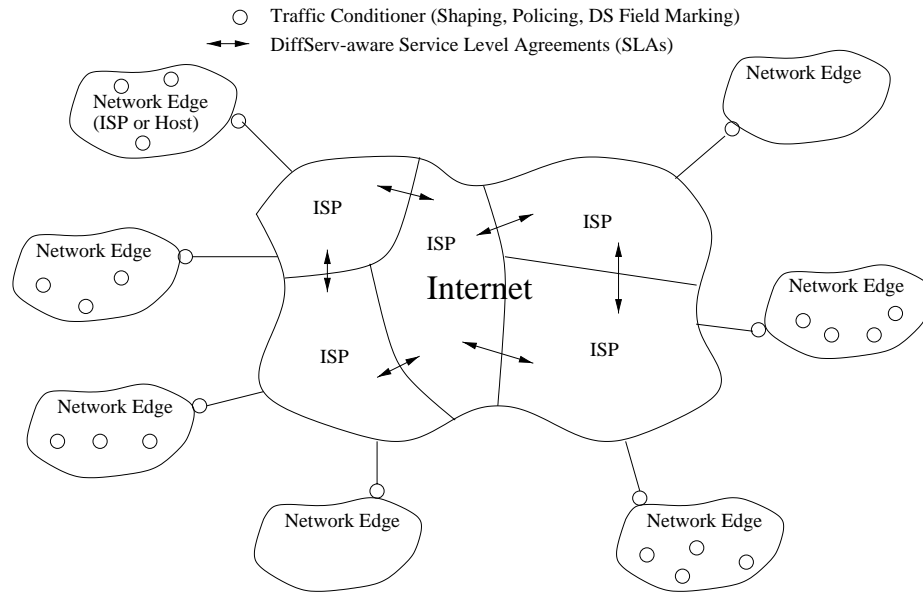 Traffic Conditioner (Shaping, Policing, DS Field Marking)
DiffServ-aware Service Level Agreements (SLAs)
Network Edge
Network Edge
(ISP or Host)
ISP
ISP
ISP
Network Edge
Internet
Network Edge
ISP
ISP
Network Edge
Network Edge
Network Edge